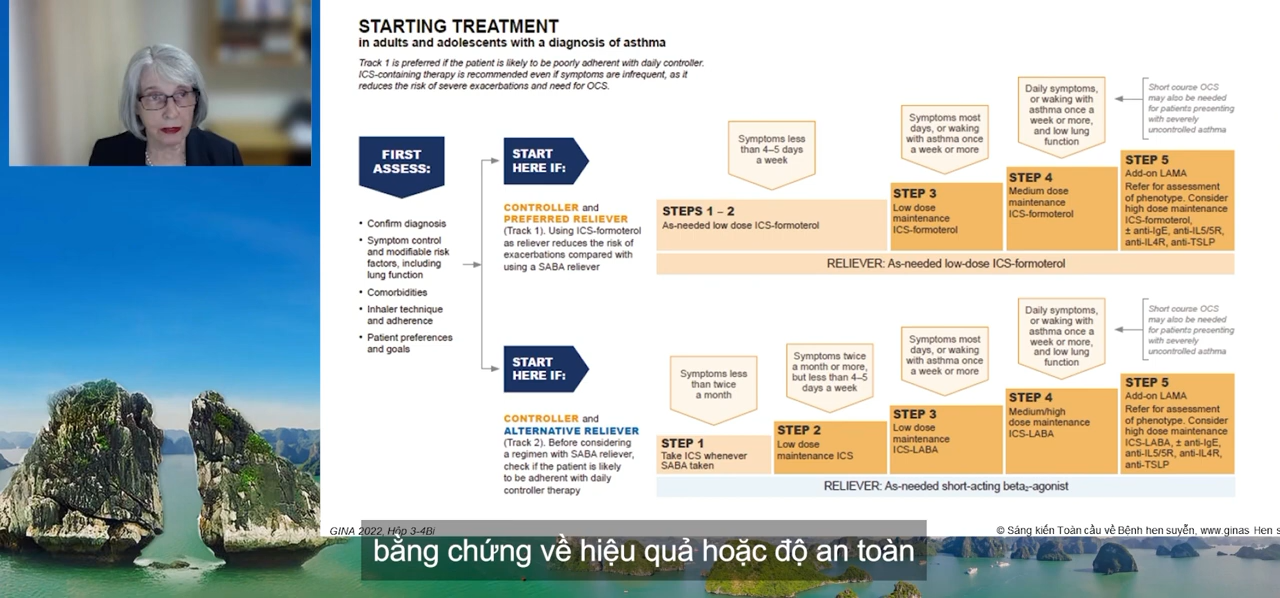 STARTING TREATMENT
in adults and adolescents with a diagnosis of asthma
Track 1 is preferred if the patient is likely to be poorly adherent with daily controller.
ICS-containing therapy is recommended even if symptoms are infrequent, as it
reduces the risk of severe exacerbations and need for OCS.
FIRST
ASSESS:
• Confirm diagnosis
• Symptom control
and modifiable risk
factors, including
lung function
• Comorbidities
• Inhaler technique
and adherence
• Patient preferences
and goals
START
HERE IF:
CONTROLLER and
PREFERRED RELIEVER
(Track 1). Using ICS-formoterol
as reliever reduces the risk of
exacerbations compared with
using a SABA reliever
Symptoms less
than 4–5 days
a week
Symptoms most
days, or waking
with asthma once
a week or more
Daily symptoms,
or waking with
asthma once a
week or more,
and low lung
function
Short course OCS
may also be needed
for patients presenting
with severely
uncontrolled asthma
STEPS 1 – 2
As-needed low dose ICS-formoterol
STEP 3
Low dose
maintenance
ICS-formoterol
STEP 4
Medium dose
maintenance
ICS-formoterol
STEP 5
Add-on LAMA
Refer for assessment
of phenotype. Consider
high dose maintenance
ICS-formoterol,
± anti-IgE, anti-IL5/5R,
anti-IL4R, anti-TSLP
RELIEVER: As-needed low-dose ICS-formoterol
START
HERE IF:
CONTROLLER and
ALTERNATIVE RELIEVER
(Track 2). Before considering
a regimen with SABA reliever,
check if the patient is likely
to be adherent with daily
controller therapy
Symptoms less
than twice
a month
Symptoms twice
a month or more,
but less than 4–5
days a week
Symptoms most
days, or waking
with asthma once
a week or more
Daily symptoms,
or waking with
asthma once a
week or more,
and low lung
function
Short course OCS
may also be needed
for patients presenting
with severely
uncontrolled asthma
STEP 1
Take ICS whenever
SABA taken
STEP 2
Low dose
maintenance ICS
STEP 3
Low dose
maintenance
ICS-LABA
STEP 4
Medium/high
dose maintenance
ICS-LABA
STEP 5
Add-on LAMA
Refer for assessment
of phenotype. Consider
high dose maintenance
ICS-LABA, ± anti-IgE,
anti-IL5/5R, anti-IL4R,
anti-TSLP
RELIEVER: As-needed short-acting beta₂-agonist
GINA 2022, Hộp 3-4Bi
© Sáng kiến Toàn cầu về Bệnh hen suyễn, www.ginas Hen s
bằng chứng về hiệu quả hoặc độ an toàn